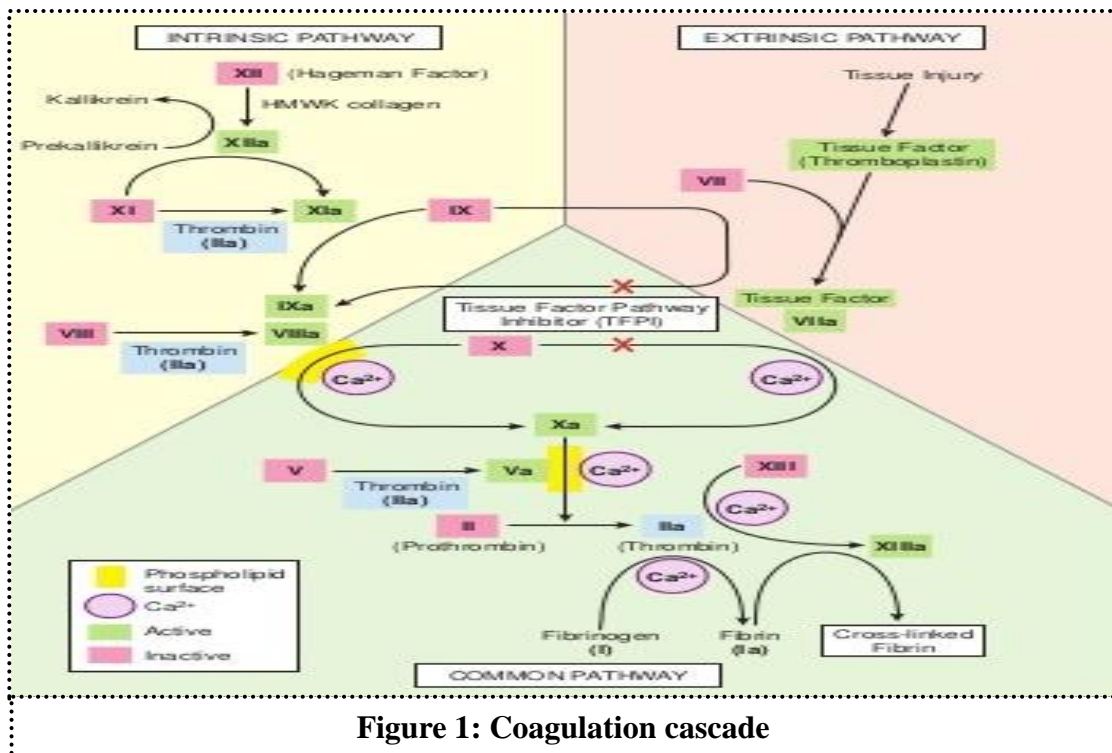 INTRINSIC PATHWAY
XII (Hageman Factor)
HMWK collagen
Kallikrein
Prekallikrein
XIIa
XI
XIa
Thrombin
(IIa)
IX
IXa
VIII
VIIIa
Thrombin
(IIa)
EXTRINSIC PATHWAY
Tissue Injury
Tissue Factor
(Thromboplastin)
VII
Tissue Factor
VIIa
Tissue Factor Pathway
Inhibitor (TFPI)
X
Ca2+
Ca2+
Xa
V
Va
Ca2+
Thrombin
(IIa)
II
(Prothrombin)
IIa
(Thrombin)
XIII
Ca2+
XIIIa
Ca2+
Fibrinogen
(I)
Fibrin
(Ia)
Cross-linked
Fibrin
Phospholipid
surface
Ca2+
Active
Inactive
COMMON PATHWAY
Figure 1: Coagulation cascade